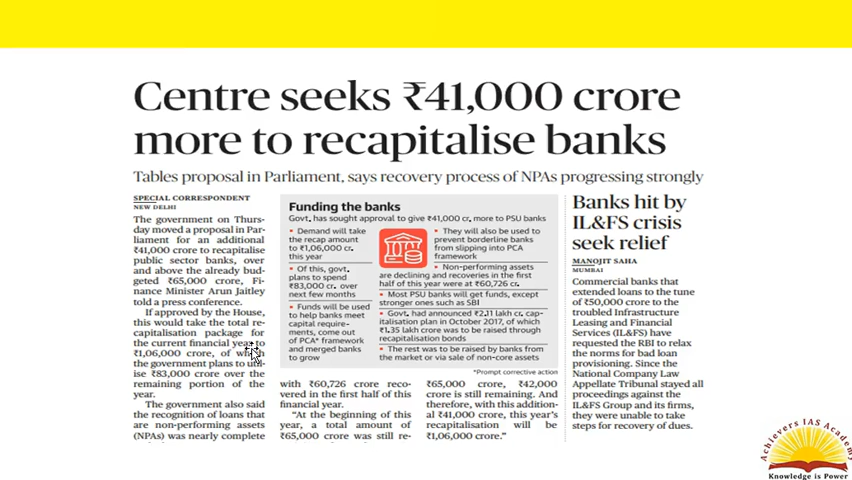 Centre seeks ₹41,000 crore
more to recapitalise banks
Tables proposal in Parliament, says recovery process of NPAs progressing strongly
SPECIAL CORRESPONDENT
NEW DELHI
The government on Thurs-
day moved a proposal in Par-
liament for an additional
₹41,000 crore to recapitalise
public sector banks, over
and above the already bud-
geted ₹65,000 crore, Fi-
nance Minister Arun Jaitley
told a press conference.
If approved by the House,
this would take the total re-
capitalisation package for
the current financial year to
₹1,06,000 crore, of which
the government plans to util-
ise ₹83,000 crore over the
remaining portion of the
year.
The government also said
the recognition of loans that
are non-performing assets
(NPAs) was nearly complete
Funding the banks
Govt. has sought approval to give ₹41,000 cr. more to PSU banks
• Demand will take
the recap amount
to ₹1,06,000 cr.
this year
• Of this, govt.
plans to spend
₹83,000 cr. over
next few months
• Funds will be used
to help banks meet
capital require-
ments, come out
of PCA* framework
and merged banks
to grow
• They will also be used to
prevent borderline banks
from slipping into PCA
framework
• Non-performing assets
are declining and recoveries in the first
half of this year were at ₹60,726 cr.
• Most PSU banks will get funds, except
stronger ones such as SBI
• Govt. had announced ₹2.11 lakh cr. cap-
italisation plan in October 2017, of which
₹1.35 lakh crore was to be raised through
recapitalisation bonds
• The rest was to be raised by banks from
the market or via sale of non-core assets
*Prompt corrective action
with ₹60,726 crore reco-
vered in the first half of this
financial year.
“At the beginning of this
year, a total amount of
₹65,000 crore was still re-
₹65,000 crore, ₹42,000
crore is still remaining. And
therefore, with this addition-
al ₹41,000 crore, this year's
recapitalisation will be
₹1,06,000 crore.”
Banks hit by
IL&FS crisis
seek relief
MANOJIT SAHA
MUMBAI
Commercial banks that
extended loans to the tune
of ₹50,000 crore to the
troubled Infrastructure
Leasing and Financial
Services (IL&FS) have
requested the RBI to relax
the norms for bad loan
provisioning. Since the
National Company Law
Appellate Tribunal stayed all
proceedings against the
IL&FS Group and its firms,
they were unable to take
steps for recovery of dues.
Achievers IAS Academy
Knowledge is Power